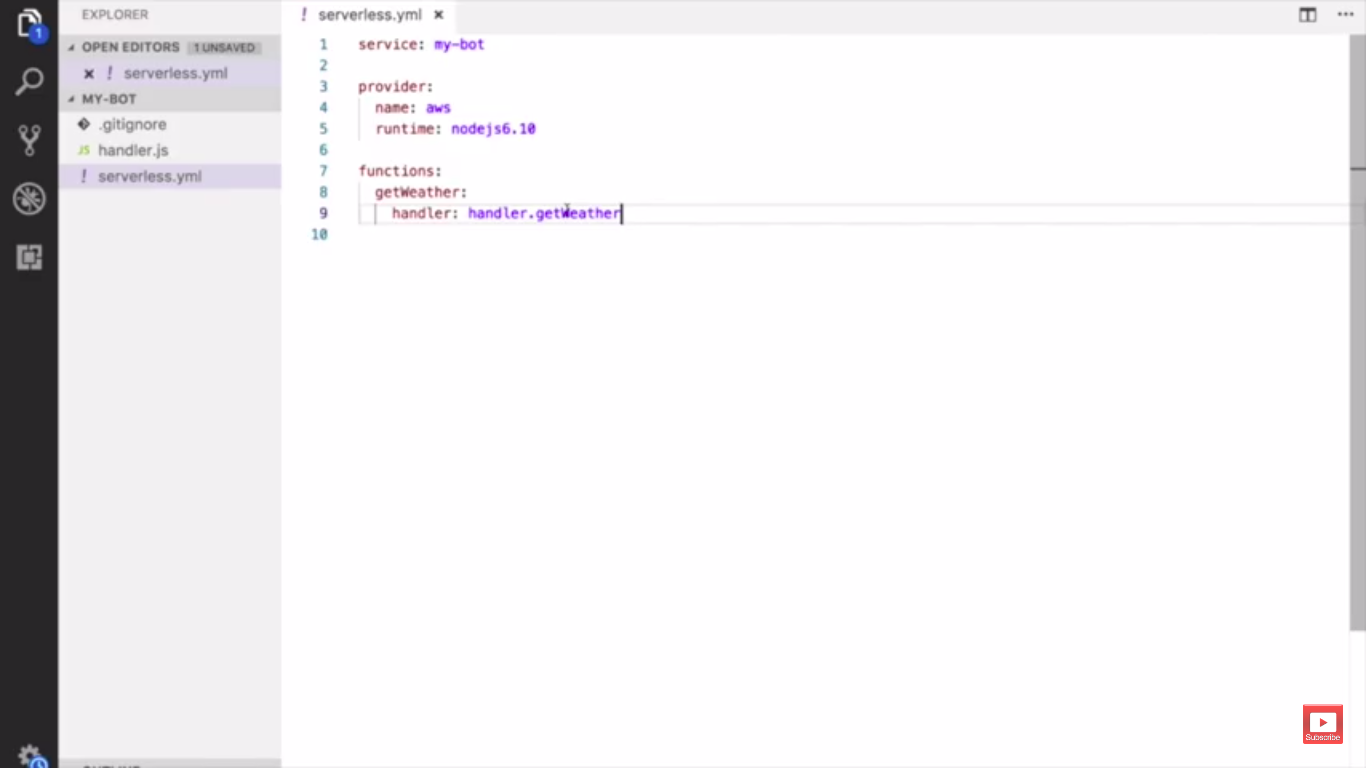 EXPLORER
OPEN EDITORS 1 UNSAVED
serverless.yml
MY-BOT
.gitignore
JS handler.js
! serverless.yml
1
! serverless.yml
1 service: my-bot
2
3 provider:
4 name: aws
5 runtime: nodejs6.10
6
7 functions:
8 getWeather:
9 handler: handler.getWeather
10
Subscribe